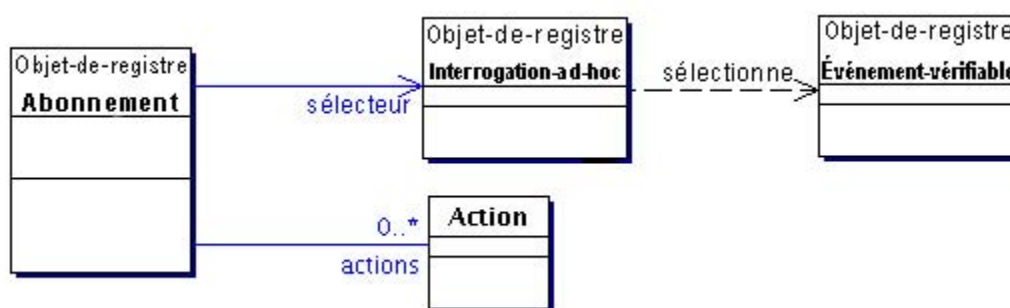 Objet-de-registre
Abonnement
sélecteur
Objet-de-registre
Interrogation-ad-hoc
sélectionne
Objet-de-registre
Événement-vérifiable
0..*
actions
Action